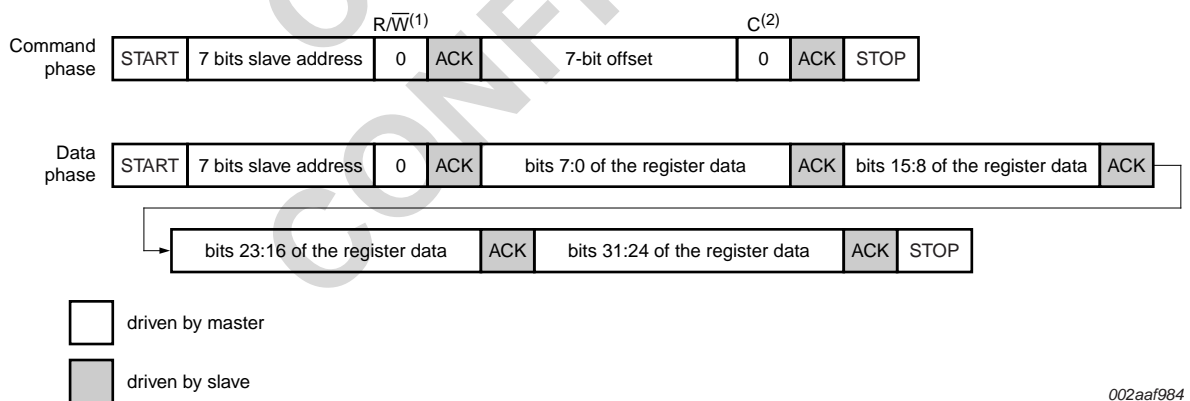 R/W(1) C(2)
Command phase START 7 bits slave address 0 ACK 7-bit offset 0 ACK STOP
Data phase START 7 bits slave address 0 ACK bits 7:0 of the register data ACK bits 15:8 of the register data ACK
bits 23:16 of the register data ACK bits 31:24 of the register data ACK STOP
driven by master
driven by slave
002aaf984